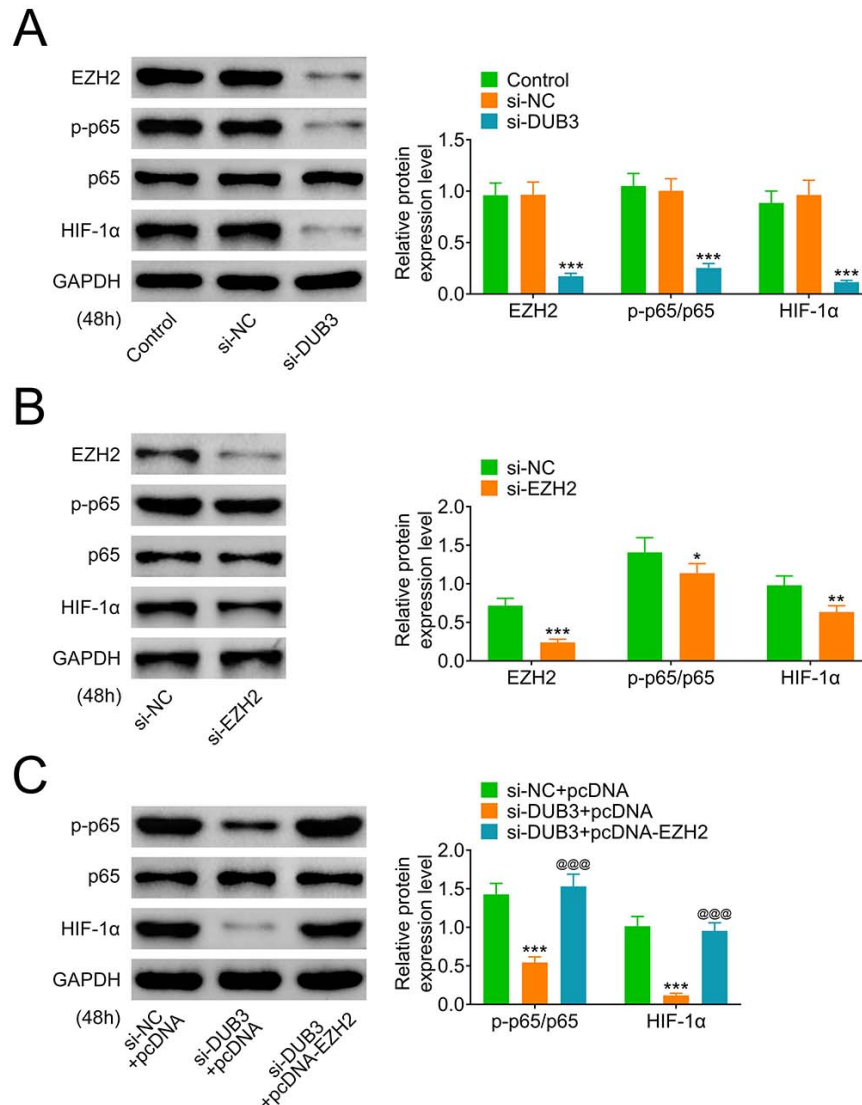 A
EZH2
p-p65
p65
HIF-1α
GAPDH
(48h)
Control
si-NC
si-DUB3
Control
si-NC
si-DUB3
Relative protein
expression level
1.5
1.0
0.5
0.0
***
***
***
EZH2
p-p65/p65
HIF-1α
B
EZH2
p-p65
p65
HIF-1α
GAPDH
(48h)
si-NC
si-EZH2
si-NC
si-EZH2
Relative protein
expression level
2.0
1.5
1.0
0.5
0.0
***
*
**
EZH2
p-p65/p65
HIF-1α
C
p-p65
p65
HIF-1α
GAPDH
(48h)
si-NC
+pcDNA
si-DUB3
+pcDNA
si-DUB3
+pcDNA-EZH2
si-NC+pcDNA
si-DUB3+pcDNA
si-DUB3+pcDNA-EZH2
Relative protein
expression level
2.0
1.5
1.0
0.5
0.0
***
@@@
***
@@@
p-p65/p65
HIF-1α